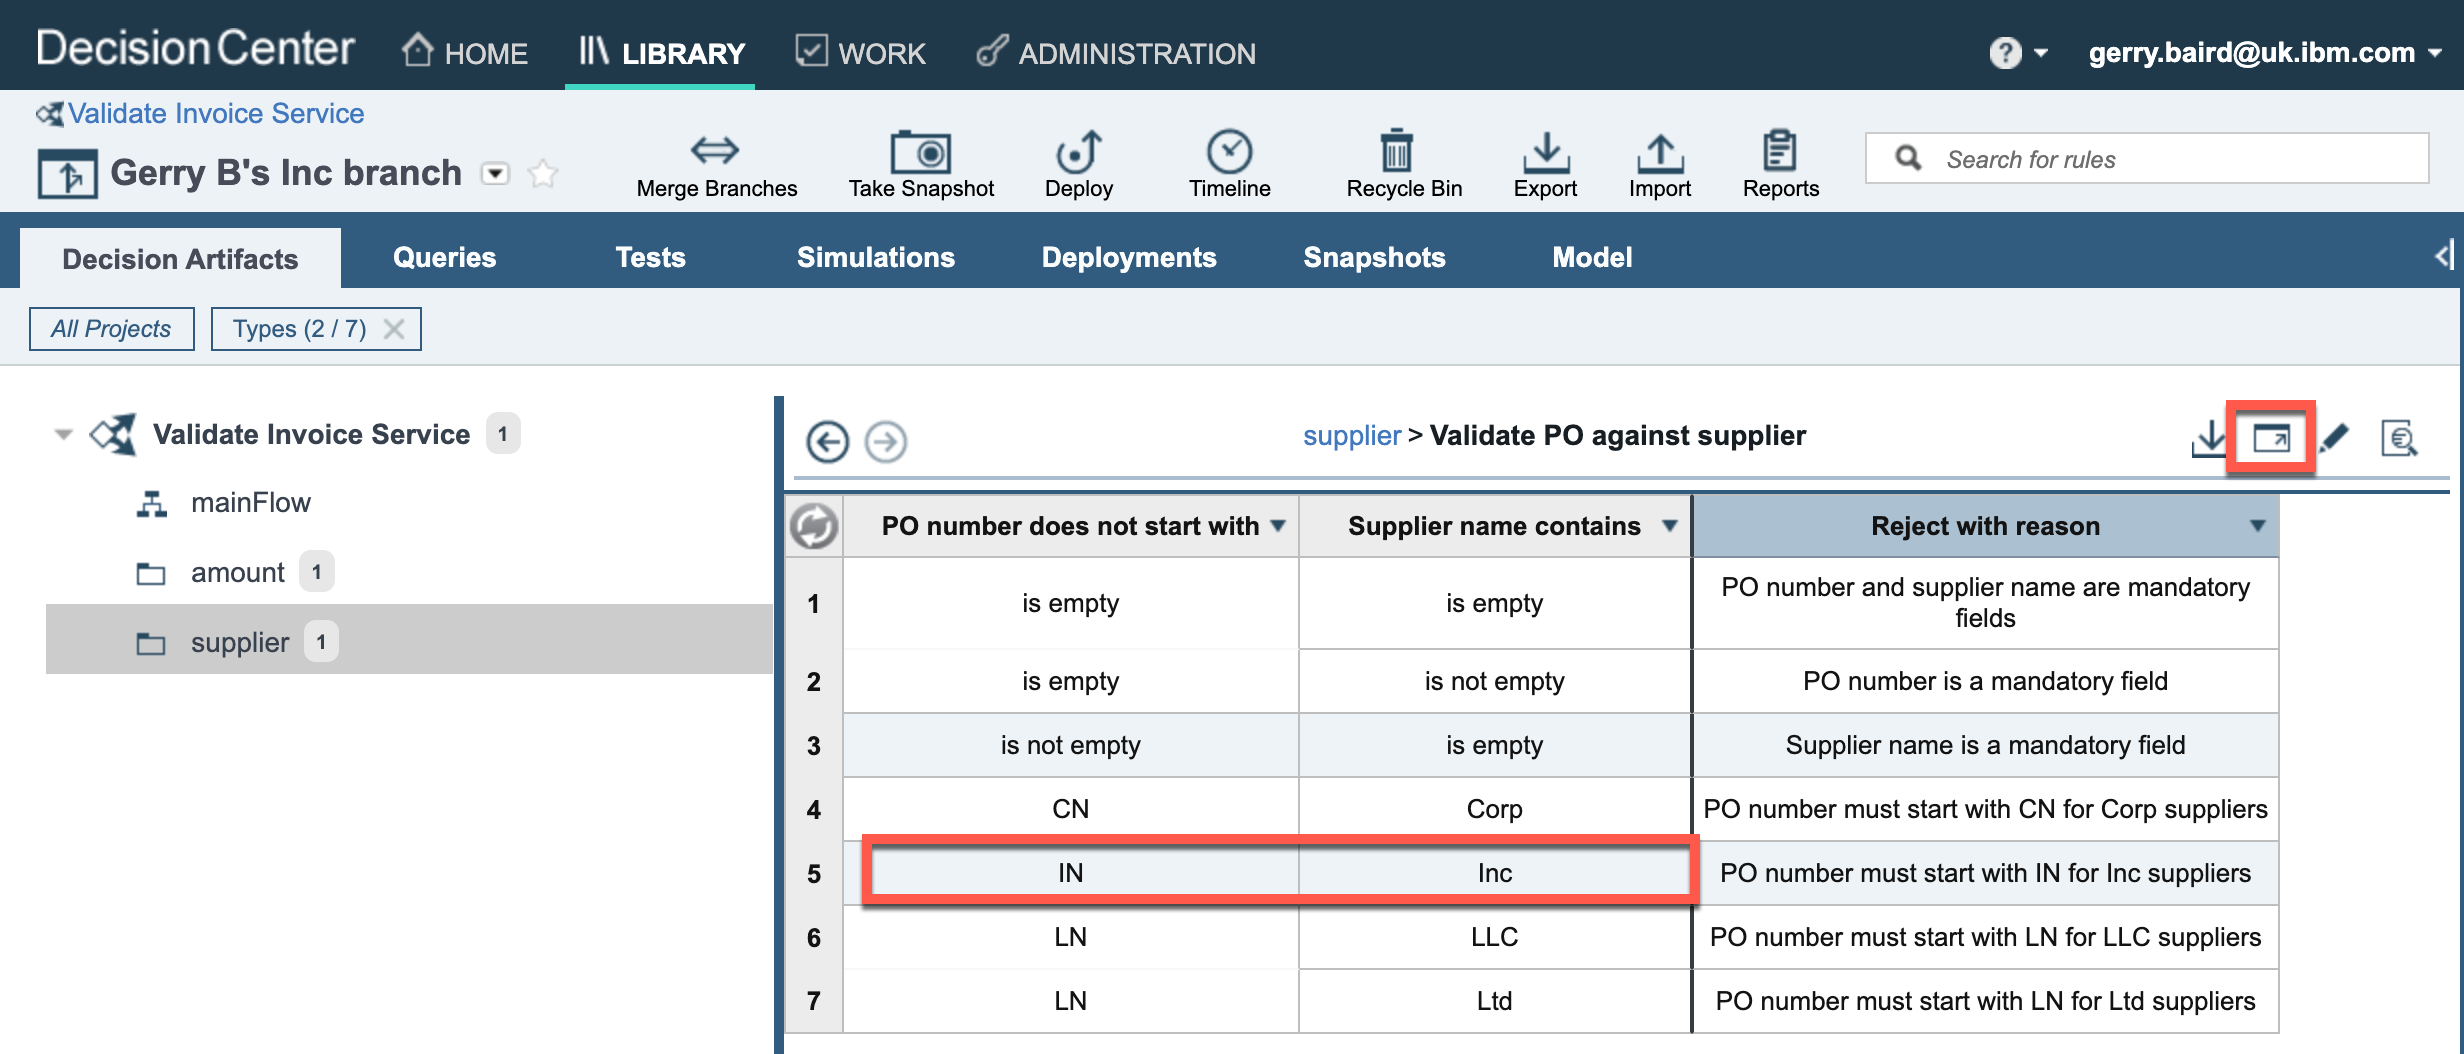 Decision Center HOME LIBRARY WORK ADMINISTRATION ? gerry.baird@uk.ibm.com
Validate Invoice Service
Gerry B's Inc branch
Merge Branches Take Snapshot Deploy Timeline Recycle Bin Export Import Reports Search for rules
Decision Artifacts Queries Tests Simulations Deployments Snapshots Model
All Projects Types (2 / 7)
Validate Invoice Service 1
mainFlow
amount 1
supplier 1
supplier > Validate PO against supplier
PO number does not start with Supplier name contains Reject with reason
1 is empty is empty PO number and supplier name are mandatory
fields
2 is empty is not empty PO number is a mandatory field
3 is not empty is empty Supplier name is a mandatory field
4 CN Corp PO number must start with CN for Corp suppliers
5 IN Inc PO number must start with IN for Inc suppliers
6 LN LLC PO number must start with LN for LLC suppliers
7 LN Ltd PO number must start with LN for Ltd suppliers